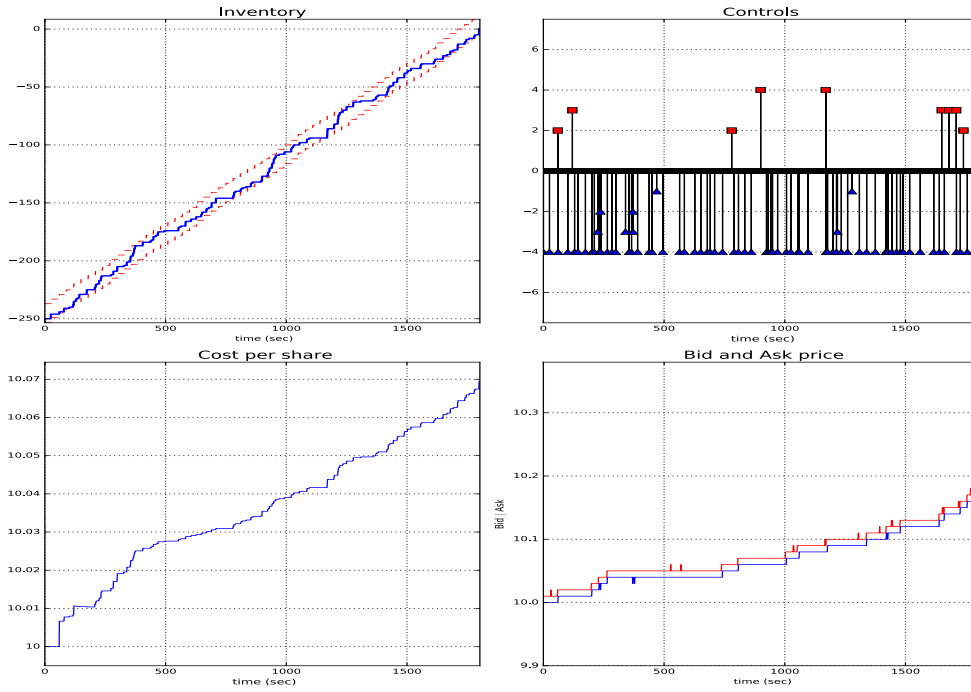 Inventory
0
−50
−100
−150
−200
−250
0 500 1000 1500
time (sec)
Controls
6
4
2
0
−2
−4
−6
0 500 1000 1500
time (sec)
Cost per share
10.07
10.06
10.05
10.04
10.03
10.02
10.01
10
0 500 1000 1500
time (sec)
Bid and Ask price
Bid | Ask
10.3
10.2
10.1
10.0
9.9
0 500 1000 1500
time (sec)